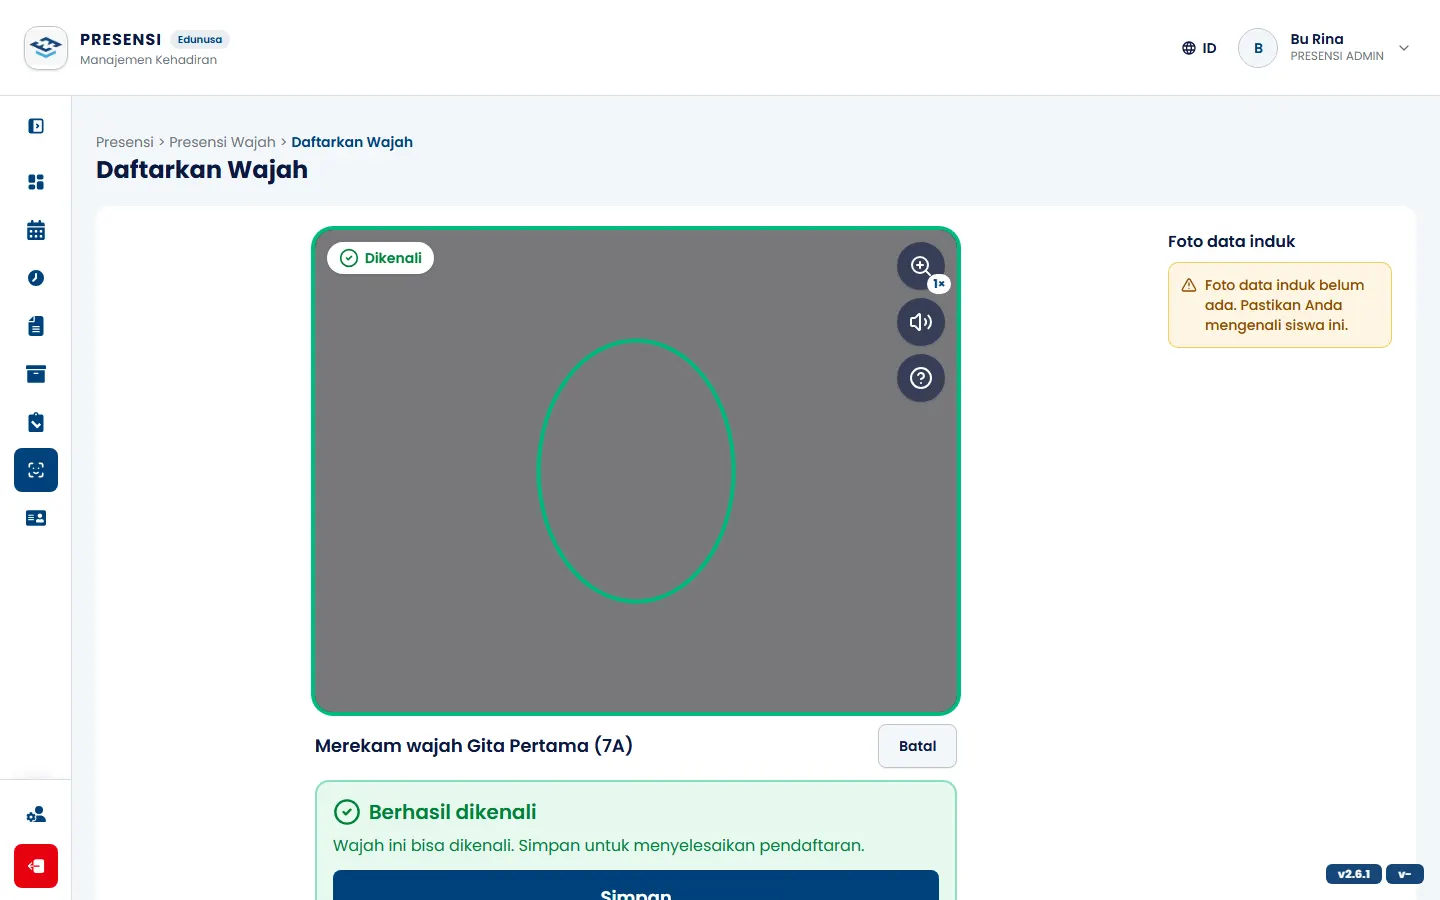 PRESENSI Edunusa
Manajemen Kehadiran
ID
B
Bu Rina
PRESENSI ADMIN
Presensi > Presensi Wajah > Daftarkan Wajah
Daftarkan Wajah
Dikenali
1×
Foto data induk
Foto data induk belum
ada. Pastikan Anda
mengenali siswa ini.
Merekam wajah Gita Pertama (7A)
Batal
Berhasil dikenali
Wajah ini bisa dikenali. Simpan untuk menyelesaikan pendaftaran.
Simpan
v2.6.1
v-